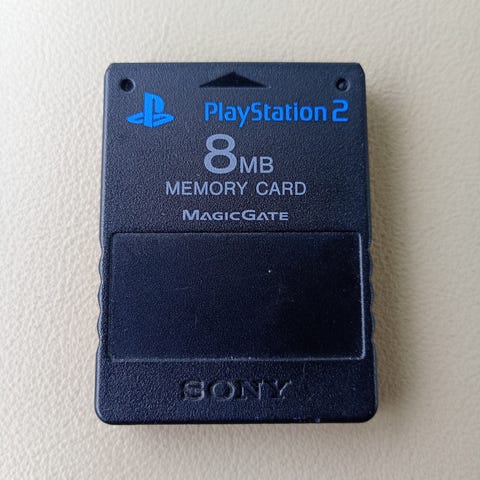 PlayStation 2
8MB
MEMORY CARD
MAGICGATE
SONY